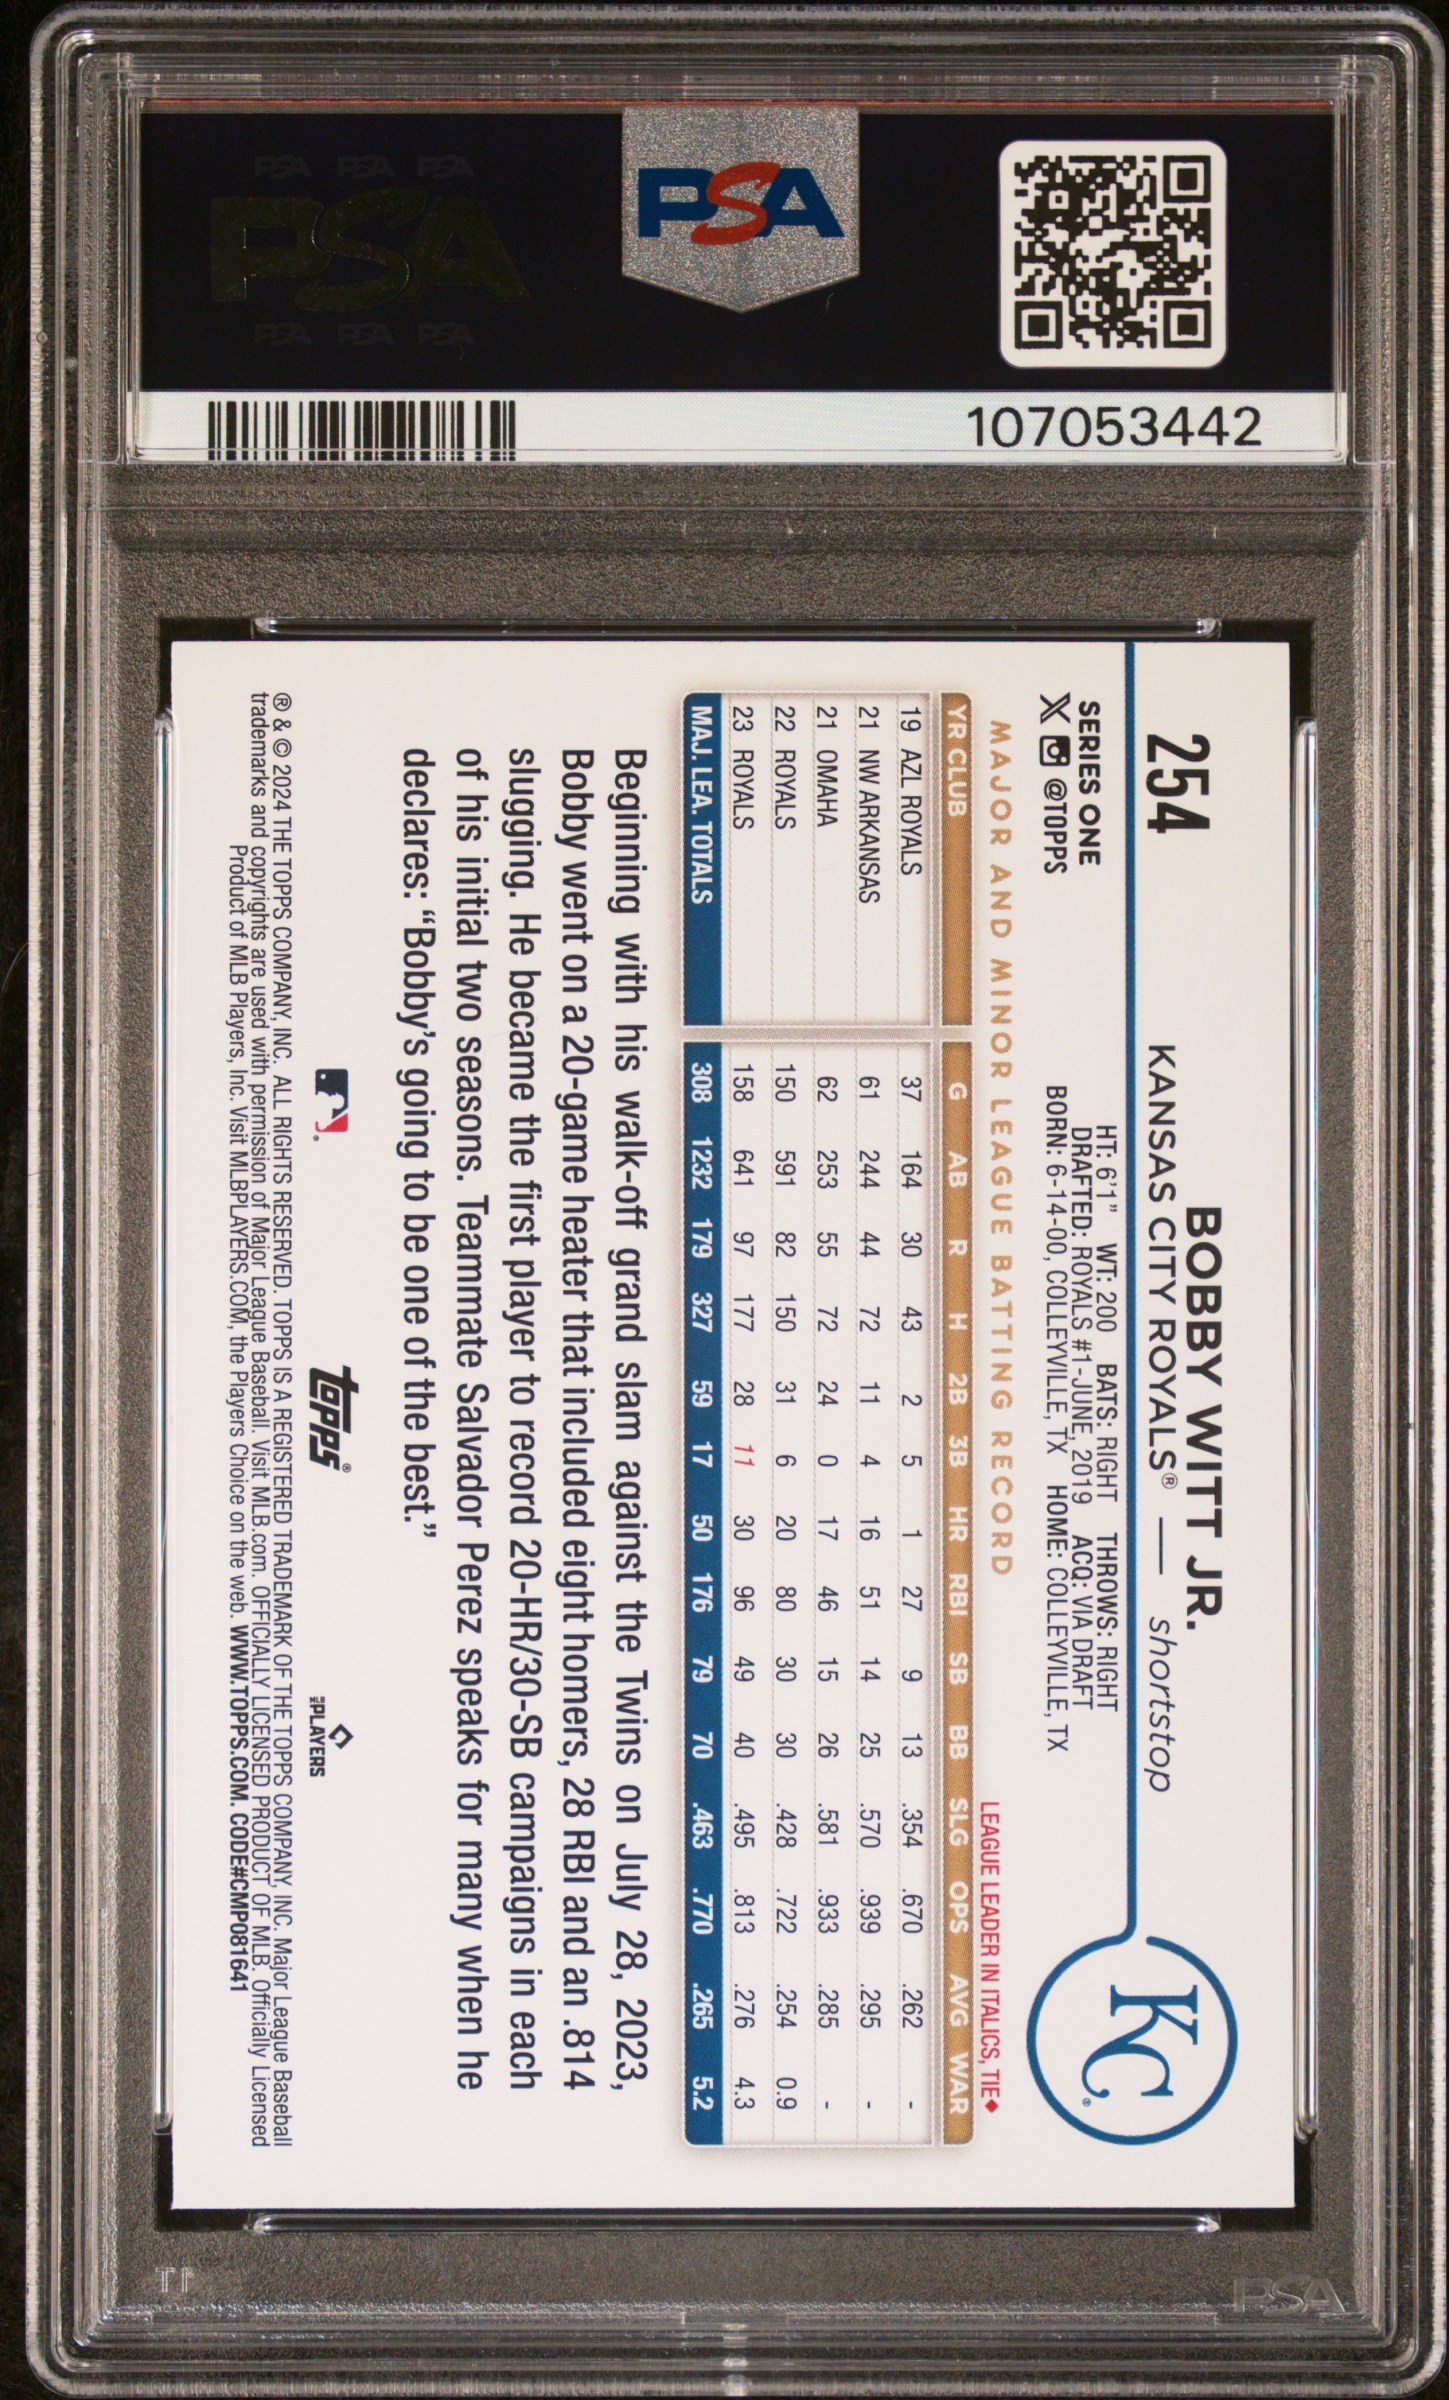 PSA PSA PSA
PSA
PSA PSA PSA
PSA
107053442
254
BOBBY WITT JR.
KANSAS CITY ROYALS® — shortstop
KC®
SERIES ONE
X @TOPPS
HT: 6'1" WT: 200 BATS: RIGHT THROWS: RIGHT
DRAFTED: ROYALS #1-JUNE, 2019 ACQ: VIA DRAFT
BORN: 6-14-00, COLLEYVILLE, TX HOME: COLLEYVILLE, TX
MAJOR AND MINOR LEAGUE BATTING RECORD
LEAGUE LEADER IN ITALICS, TIE♦
YR CLUB G AB R H 2B 3B HR RBI SB BB SLG OPS AVG WAR
19 AZL ROYALS 37 164 30 43 2 5 1 27 9 13 .354 .670 .262 -
21 NW ARKANSAS 61 244 44 72 11 4 16 51 14 25 .570 .939 .295 -
21 OMAHA 62 253 55 72 24 0 17 46 15 26 .581 .933 .285 -
22 ROYALS 150 591 82 150 31 6 20 80 30 30 .428 .722 .254 0.9
23 ROYALS 158 641 97 177 28 11 30 96 49 40 .495 .813 .276 4.3
MAJ. LEA. TOTALS 308 1232 179 327 59 17 50 176 79 70 .463 .770 .265 5.2
Beginning with his walk-off grand slam against the Twins on July 28, 2023,
Bobby went on a 20-game heater that included eight homers, 28 RBI and an .814
slugging. He became the first player to record 20-HR/30-SB campaigns in each
of his initial two seasons. Teammate Salvador Perez speaks for many when he
declares: “Bobby’s going to be one of the best.”
topps®
MLB PLAYERS
® & © 2024 THE TOPPS COMPANY, INC. ALL RIGHTS RESERVED. TOPPS IS A REGISTERED TRADEMARK OF THE TOPPS COMPANY, INC. Major League Baseball
trademarks and copyrights are used with permission of Major League Baseball. Visit MLB.com. OFFICIALLY LICENSED PRODUCT OF MLB. Officially Licensed
Product of MLB Players, Inc. Visit MLBPLAYERS.COM, the Players Choice on the web. WWW.TOPPS.COM. CODE#CMP081641
PSA